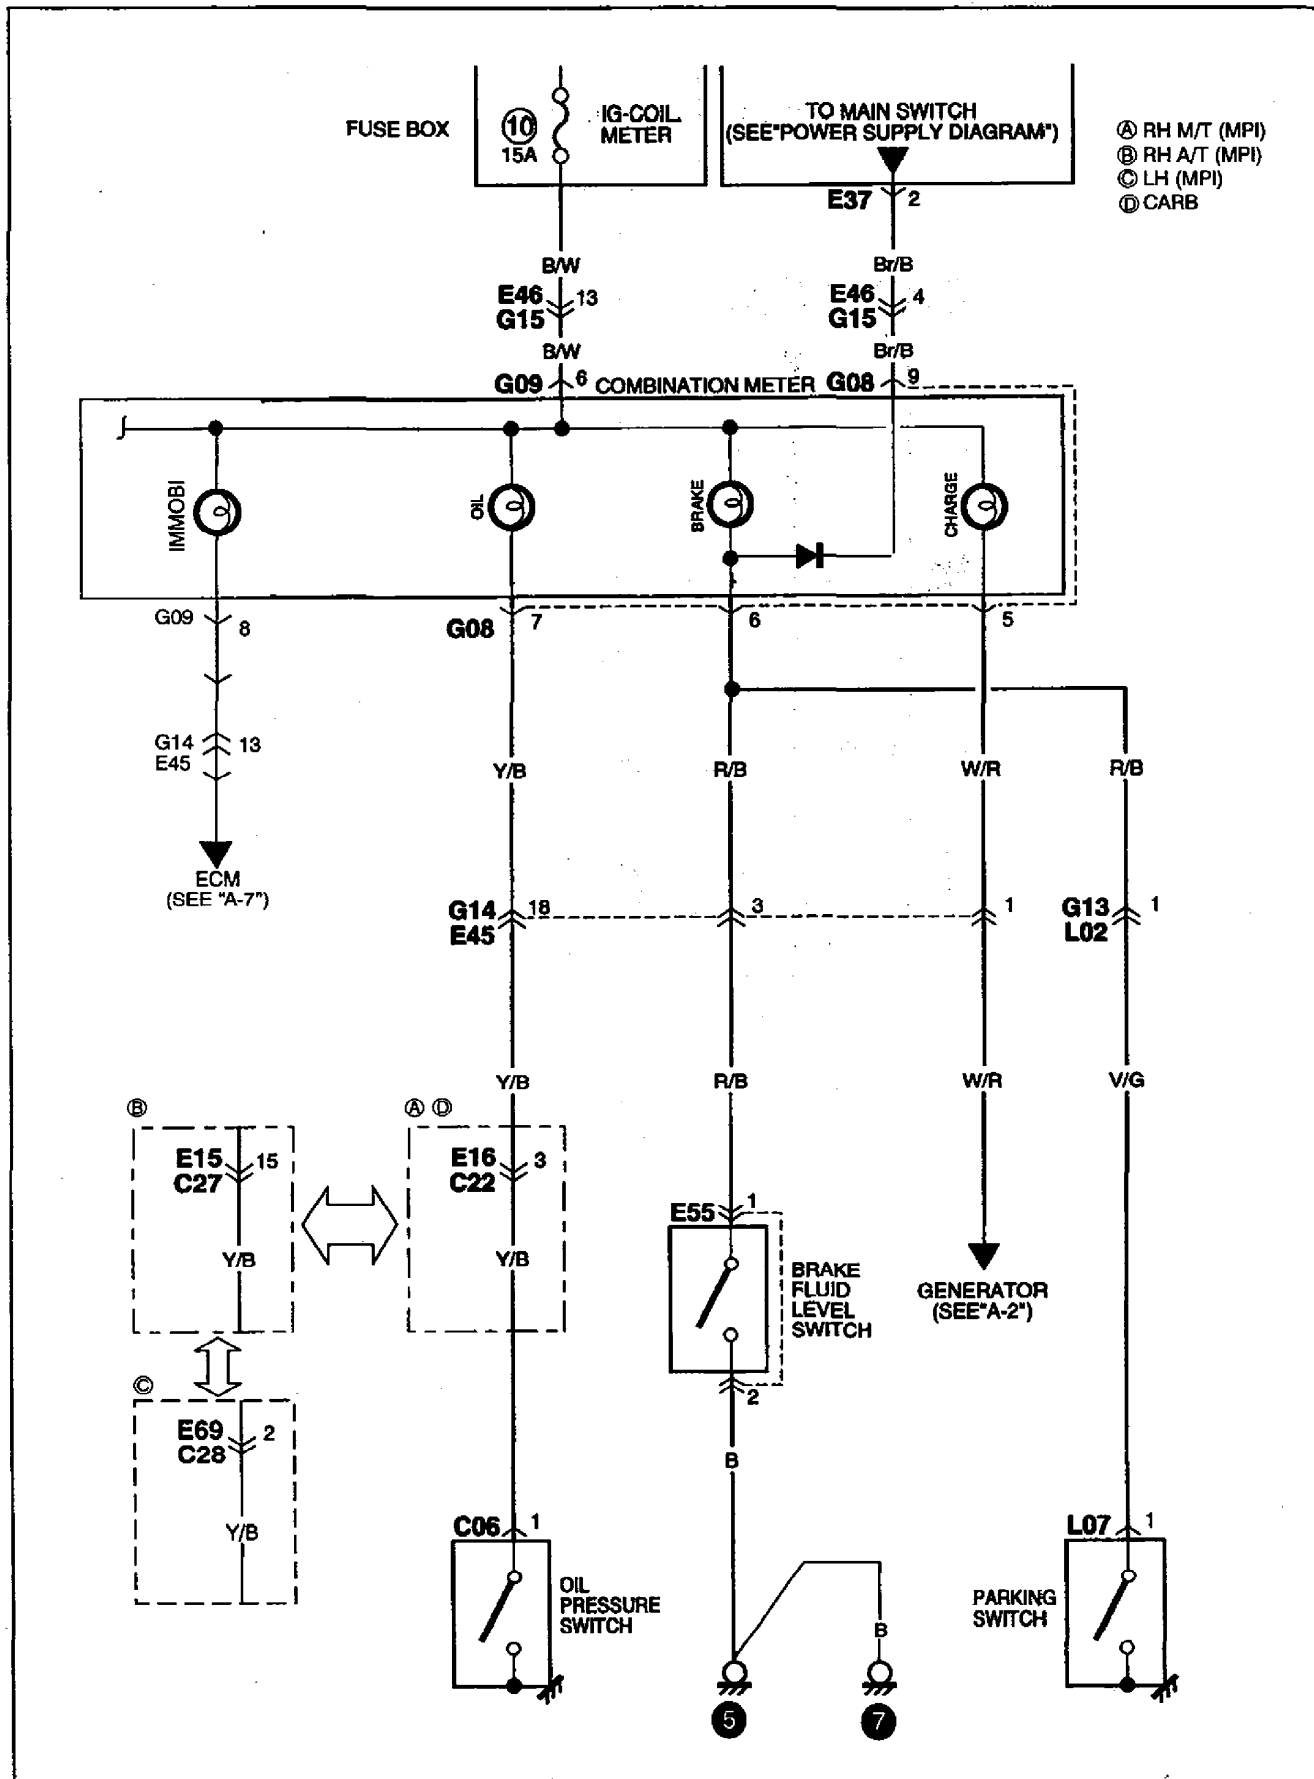 FUSE BOX
10
15A
IG-COIL
METER
TO MAIN SWITCH
(SEE"POWER SUPPLY DIAGRAM")
Ⓐ RH M/T (MPI)
Ⓑ RH A/T (MPI)
Ⓒ LH (MPI)
Ⓓ CARB
E37 2
B/W
Br/B
E46 13
G15
E46 4
G15
B/W
Br/B
G09 6
COMBINATION METER
G08 9
IMMOBI
OIL
BRAKE
CHARGE
G09 8
G08 7
6
5
G14 13
E45
Y/B
R/B
W/R
R/B
ECM
(SEE "A-7")
G14 18
E45
3
1
G13 1
L02
Y/B
R/B
W/R
V/G
Ⓑ
Ⓐ Ⓓ
E15 15
C27
E16 3
C22
Y/B
Y/B
E55 1
BRAKE
FLUID
LEVEL
SWITCH
2
GENERATOR
(SEE"A-2")
Ⓒ
E69 2
C28
Y/B
B
C06 1
OIL
PRESSURE
SWITCH
B
L07 1
PARKING
SWITCH
5
7